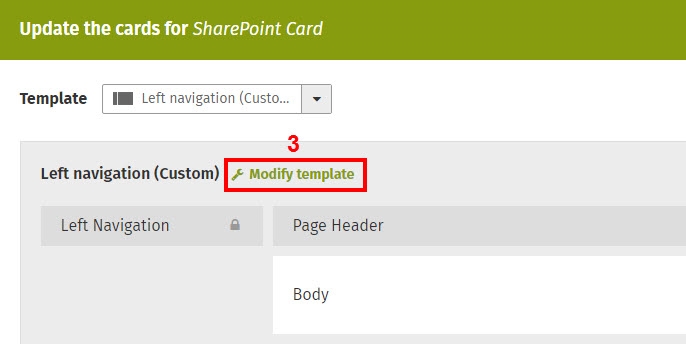 Update the cards for SharePoint Card
Template Left navigation (Custo...
3
Left navigation (Custom) Modify template
Left Navigation Page Header
Body